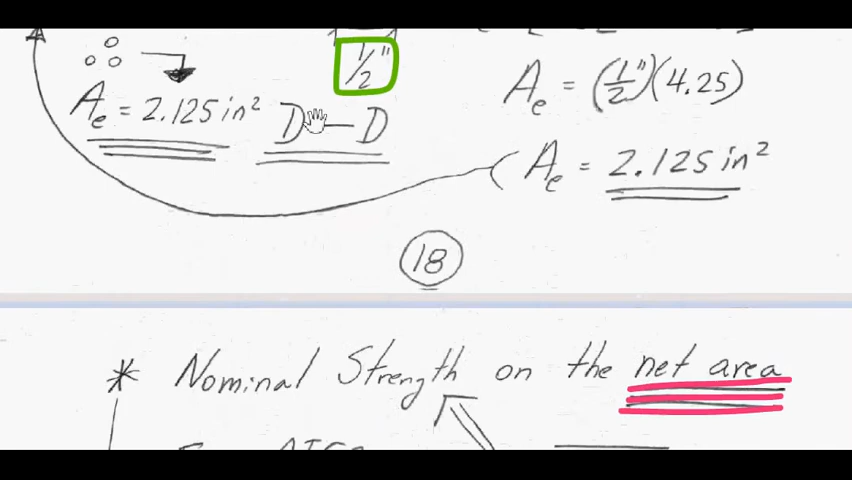 1/2"
∴ Ae = 2.125 in²
D — D
Ae = (1/2")(4.25)
Ae = 2.125 in²
18
* Nominal Strength on the net area